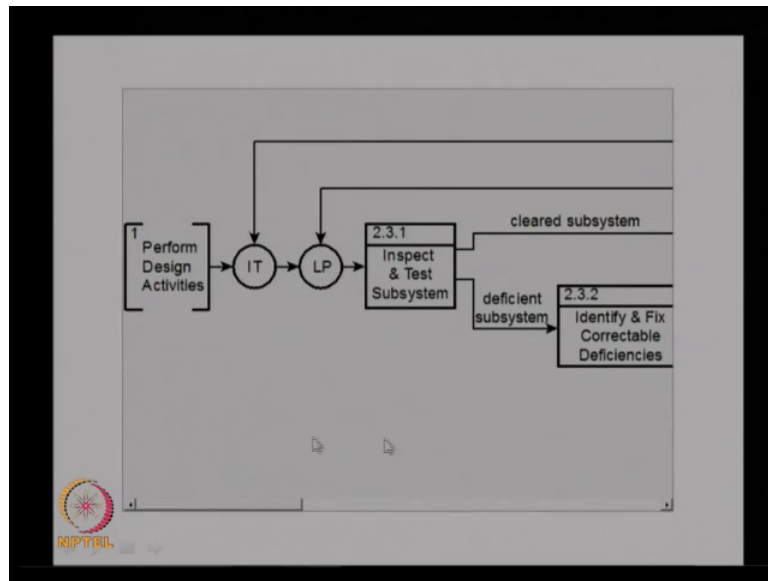 1
Perform
Design
Activities
IT
LP
2.3.1
Inspect
& Test
Subsystem
cleared subsystem
deficient
subsystem
2.3.2
Identify & Fix
Correctable
Deficiencies
NPTEL